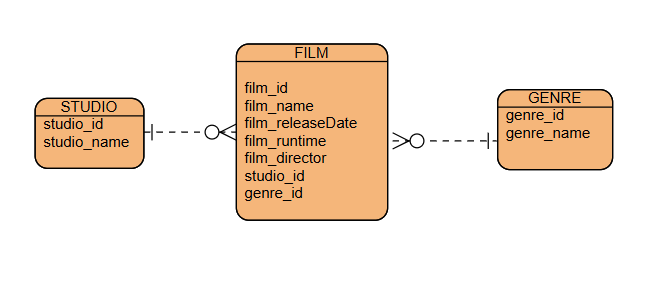 STUDIO
studio_id
studio_name
FILM
film_id
film_name
film_releaseDate
film_runtime
film_director
studio_id
genre_id
GENRE
genre_id
genre_name